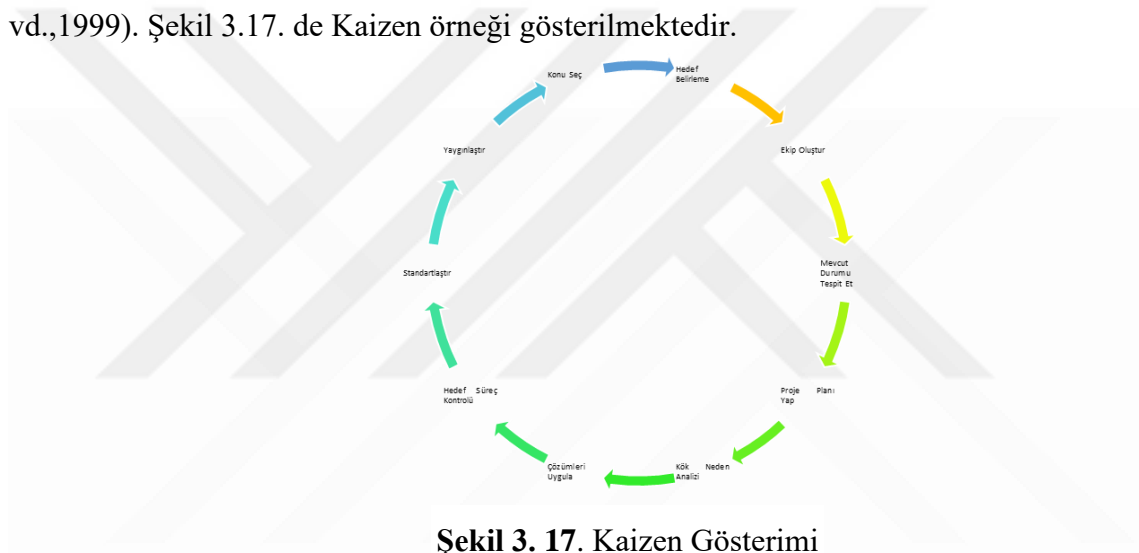 vd.,1999). Şekil 3.17. de Kaizen örneği gösterilmektedir.
Konu Seç
Hedef
Belirleme
Ekip Oluştur
Mevcut
Durumu
Tespit Et
Proje Planı
Yap
Kök Neden
Analizi
Çözümleri
Uygula
Hedef Süreç
Kontrolü
Standartlaştır
Yaygınlaştır
Şekil 3. 17. Kaizen Gösterimi